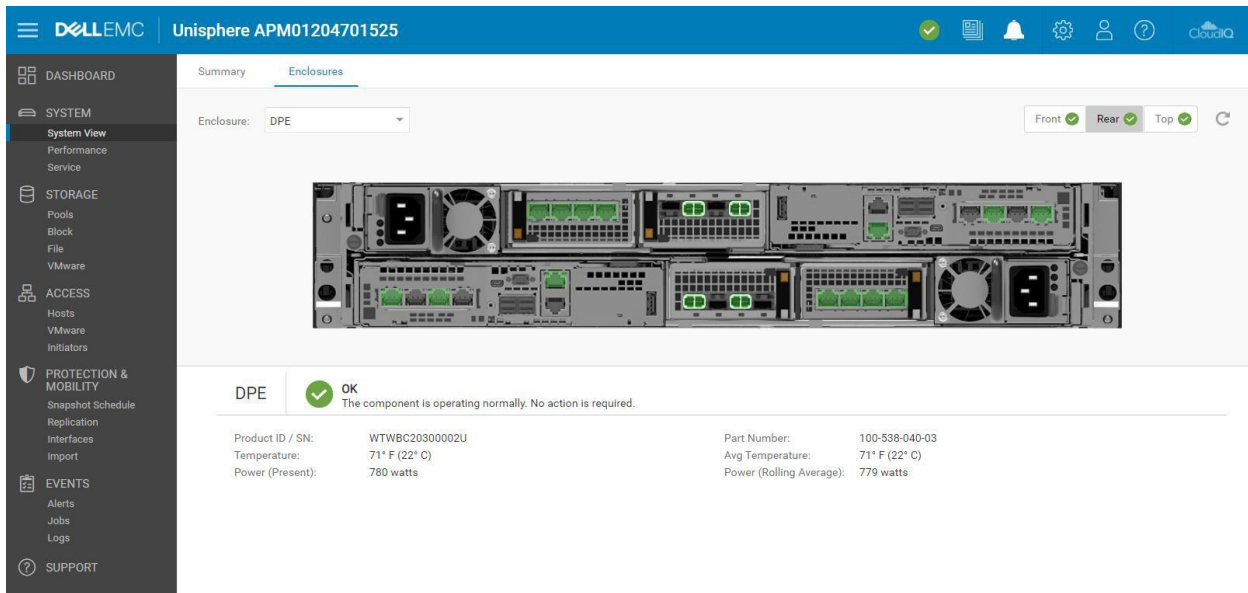 DELLEMC Unisphere APM01204701525 CloudIQ
DASHBOARD
SYSTEM
System View
Performance
Service
STORAGE
Pools
Block
File
VMware
ACCESS
Hosts
VMware
Initiators
PROTECTION &
MOBILITY
Snapshot Schedule
Replication
Interfaces
Import
EVENTS
Alerts
Jobs
Logs
SUPPORT
Summary Enclosures
Enclosure: DPE Front Rear Top
DPE
OK
The component is operating normally. No action is required.
Product ID / SN: WTWBC20300002U Part Number: 100-538-040-03
Temperature: 71° F (22° C) Avg Temperature: 71° F (22° C)
Power (Present): 780 watts Power (Rolling Average): 779 watts